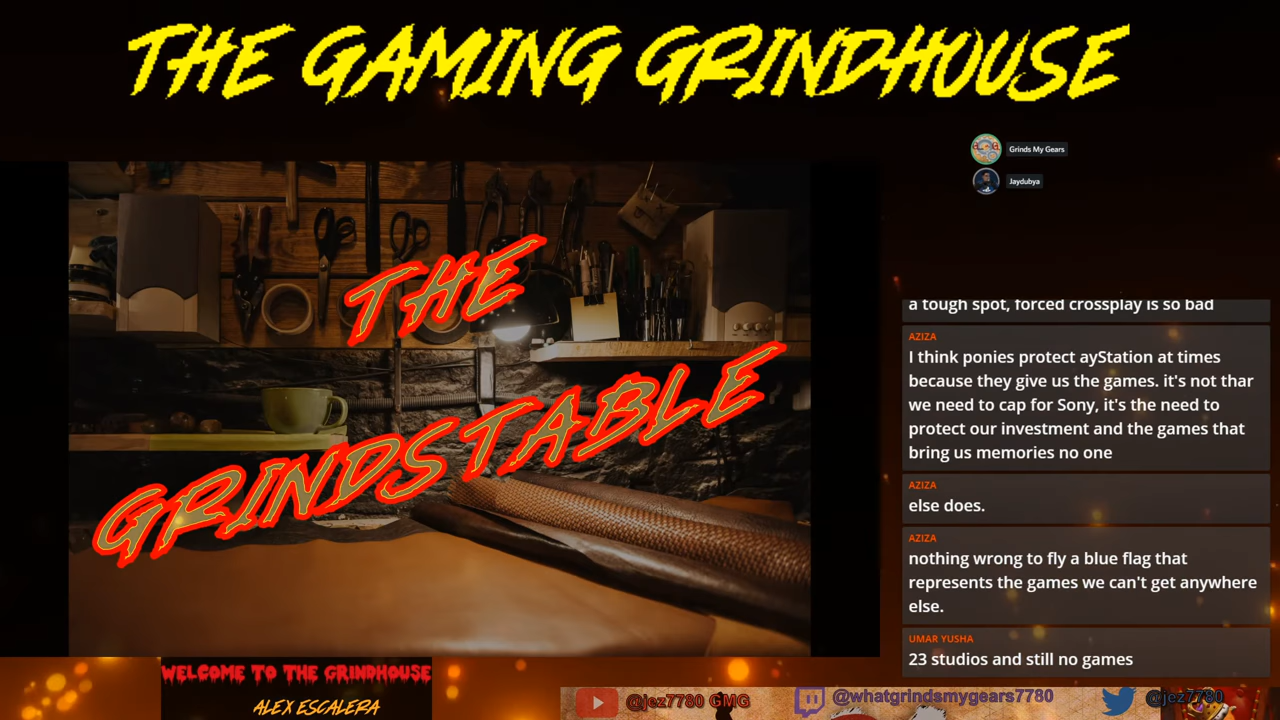 THE GAMING GRINDHOUSE
Grinds My Gears
Jaydubya
THE
GRINDSTABLE
a tough spot, forced crossplay is so bad
AZIZA
I think ponies protect ayStation at times
because they give us the games. it's not thar
we need to cap for Sony, it's the need to
protect our investment and the games that
bring us memories no one
AZIZA
else does.
AZIZA
nothing wrong to fly a blue flag that
represents the games we can't get anywhere
else.
UMAR YUSHA
23 studios and still no games
WELCOME TO THE GRINDHOUSE
ALEX ESCALERA
@jez7780 GMG
@whatgrindsmygears7780
@jez7780